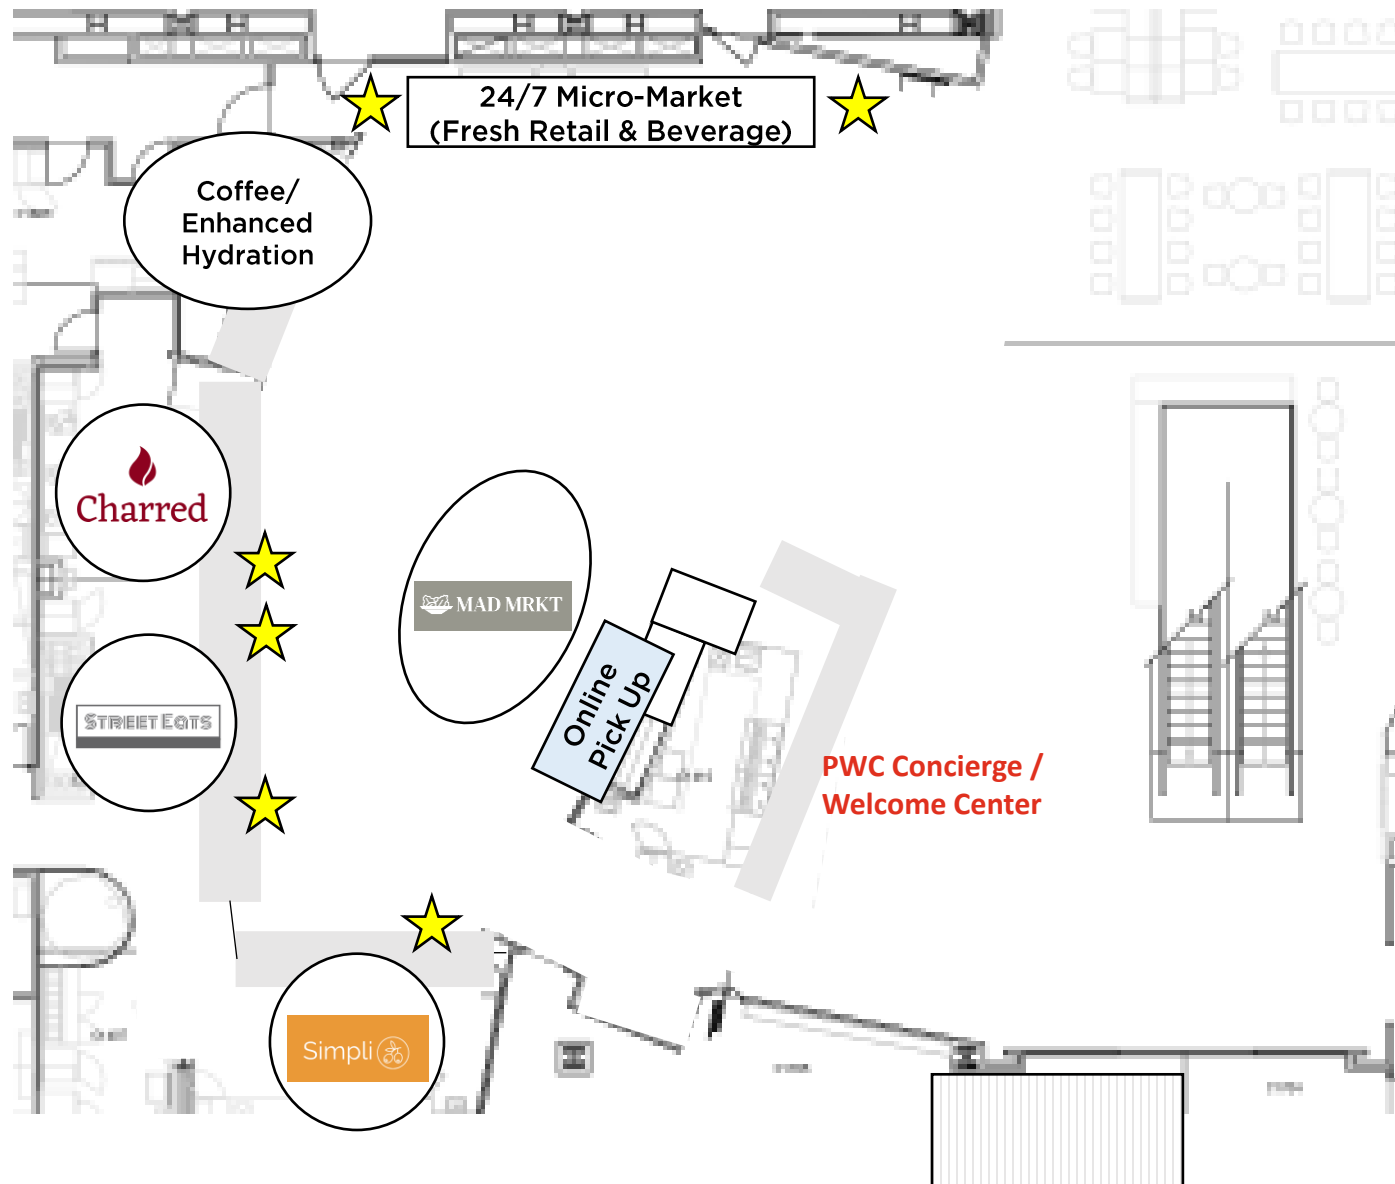 24/7 Micro-Market
(Fresh Retail & Beverage)
Coffee/
Enhanced
Hydration
Charred
MAD MRKT
Online
Pick Up
STREET EATS
PWC Concierge /
Welcome Center
Simpli